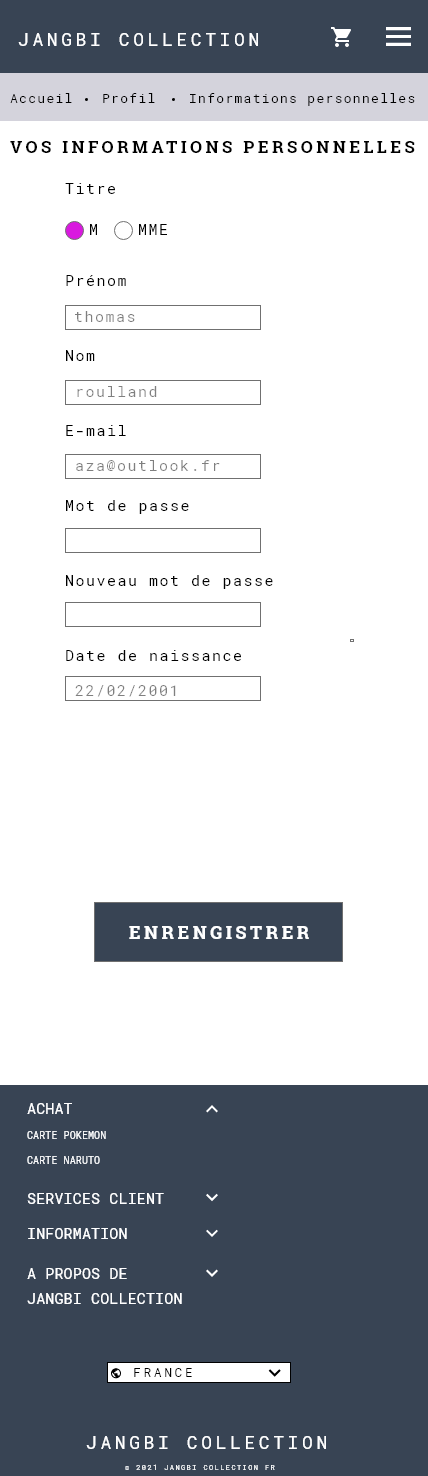 JANGBI COLLECTION
Accueil • Profil • Informations personnelles
VOS INFORMATIONS PERSONNELLES
Titre
M MME
Prénom
thomas
Nom
roulland
E-mail
aza@outlook.fr
Mot de passe
Nouveau mot de passe
Date de naissance
22/02/2001
ENRENGISTRER
ACHAT
CARTE POKEMON
CARTE NARUTO
SERVICES CLIENT
INFORMATION
A PROPOS DE
JANGBI COLLECTION
FRANCE
JANGBI COLLECTION
© 2021 JANGBI COLLECTION FR